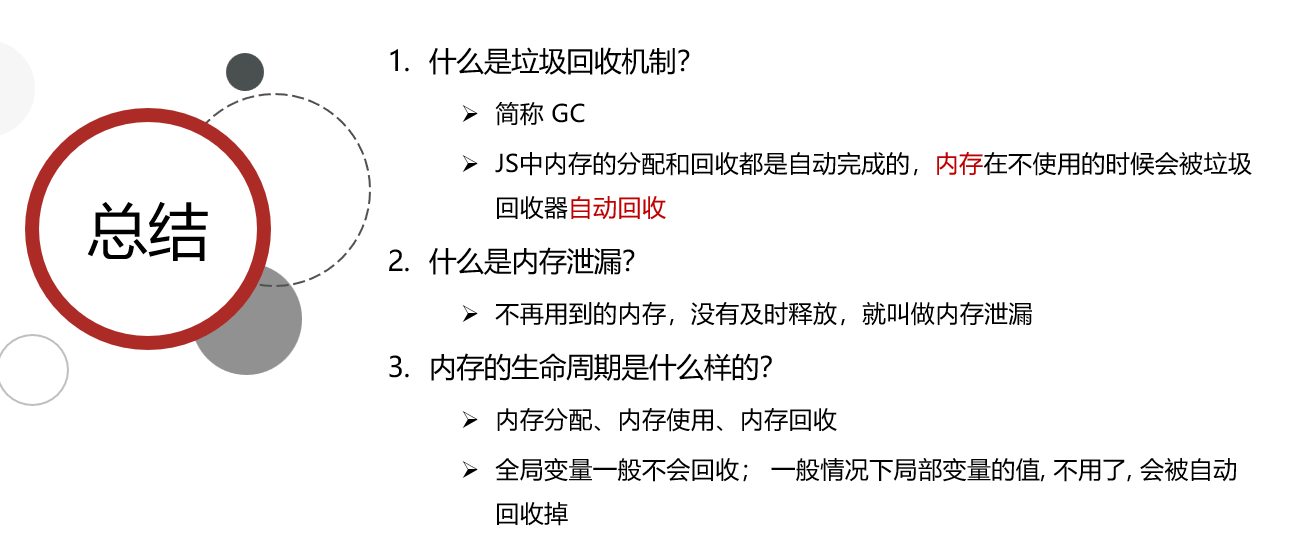 总结
1. 什么是垃圾回收机制？
➢ 简称 GC
➢ JS中内存的分配和回收都是自动完成的，内存在不使用的时候会被垃圾
回收器自动回收
2. 什么是内存泄漏？
➢ 不再用到的内存，没有及时释放，就叫做内存泄漏
3. 内存的生命周期是什么样的？
➢ 内存分配、内存使用、内存回收
➢ 全局变量一般不会回收； 一般情况下局部变量的值, 不用了, 会被自动
回收掉